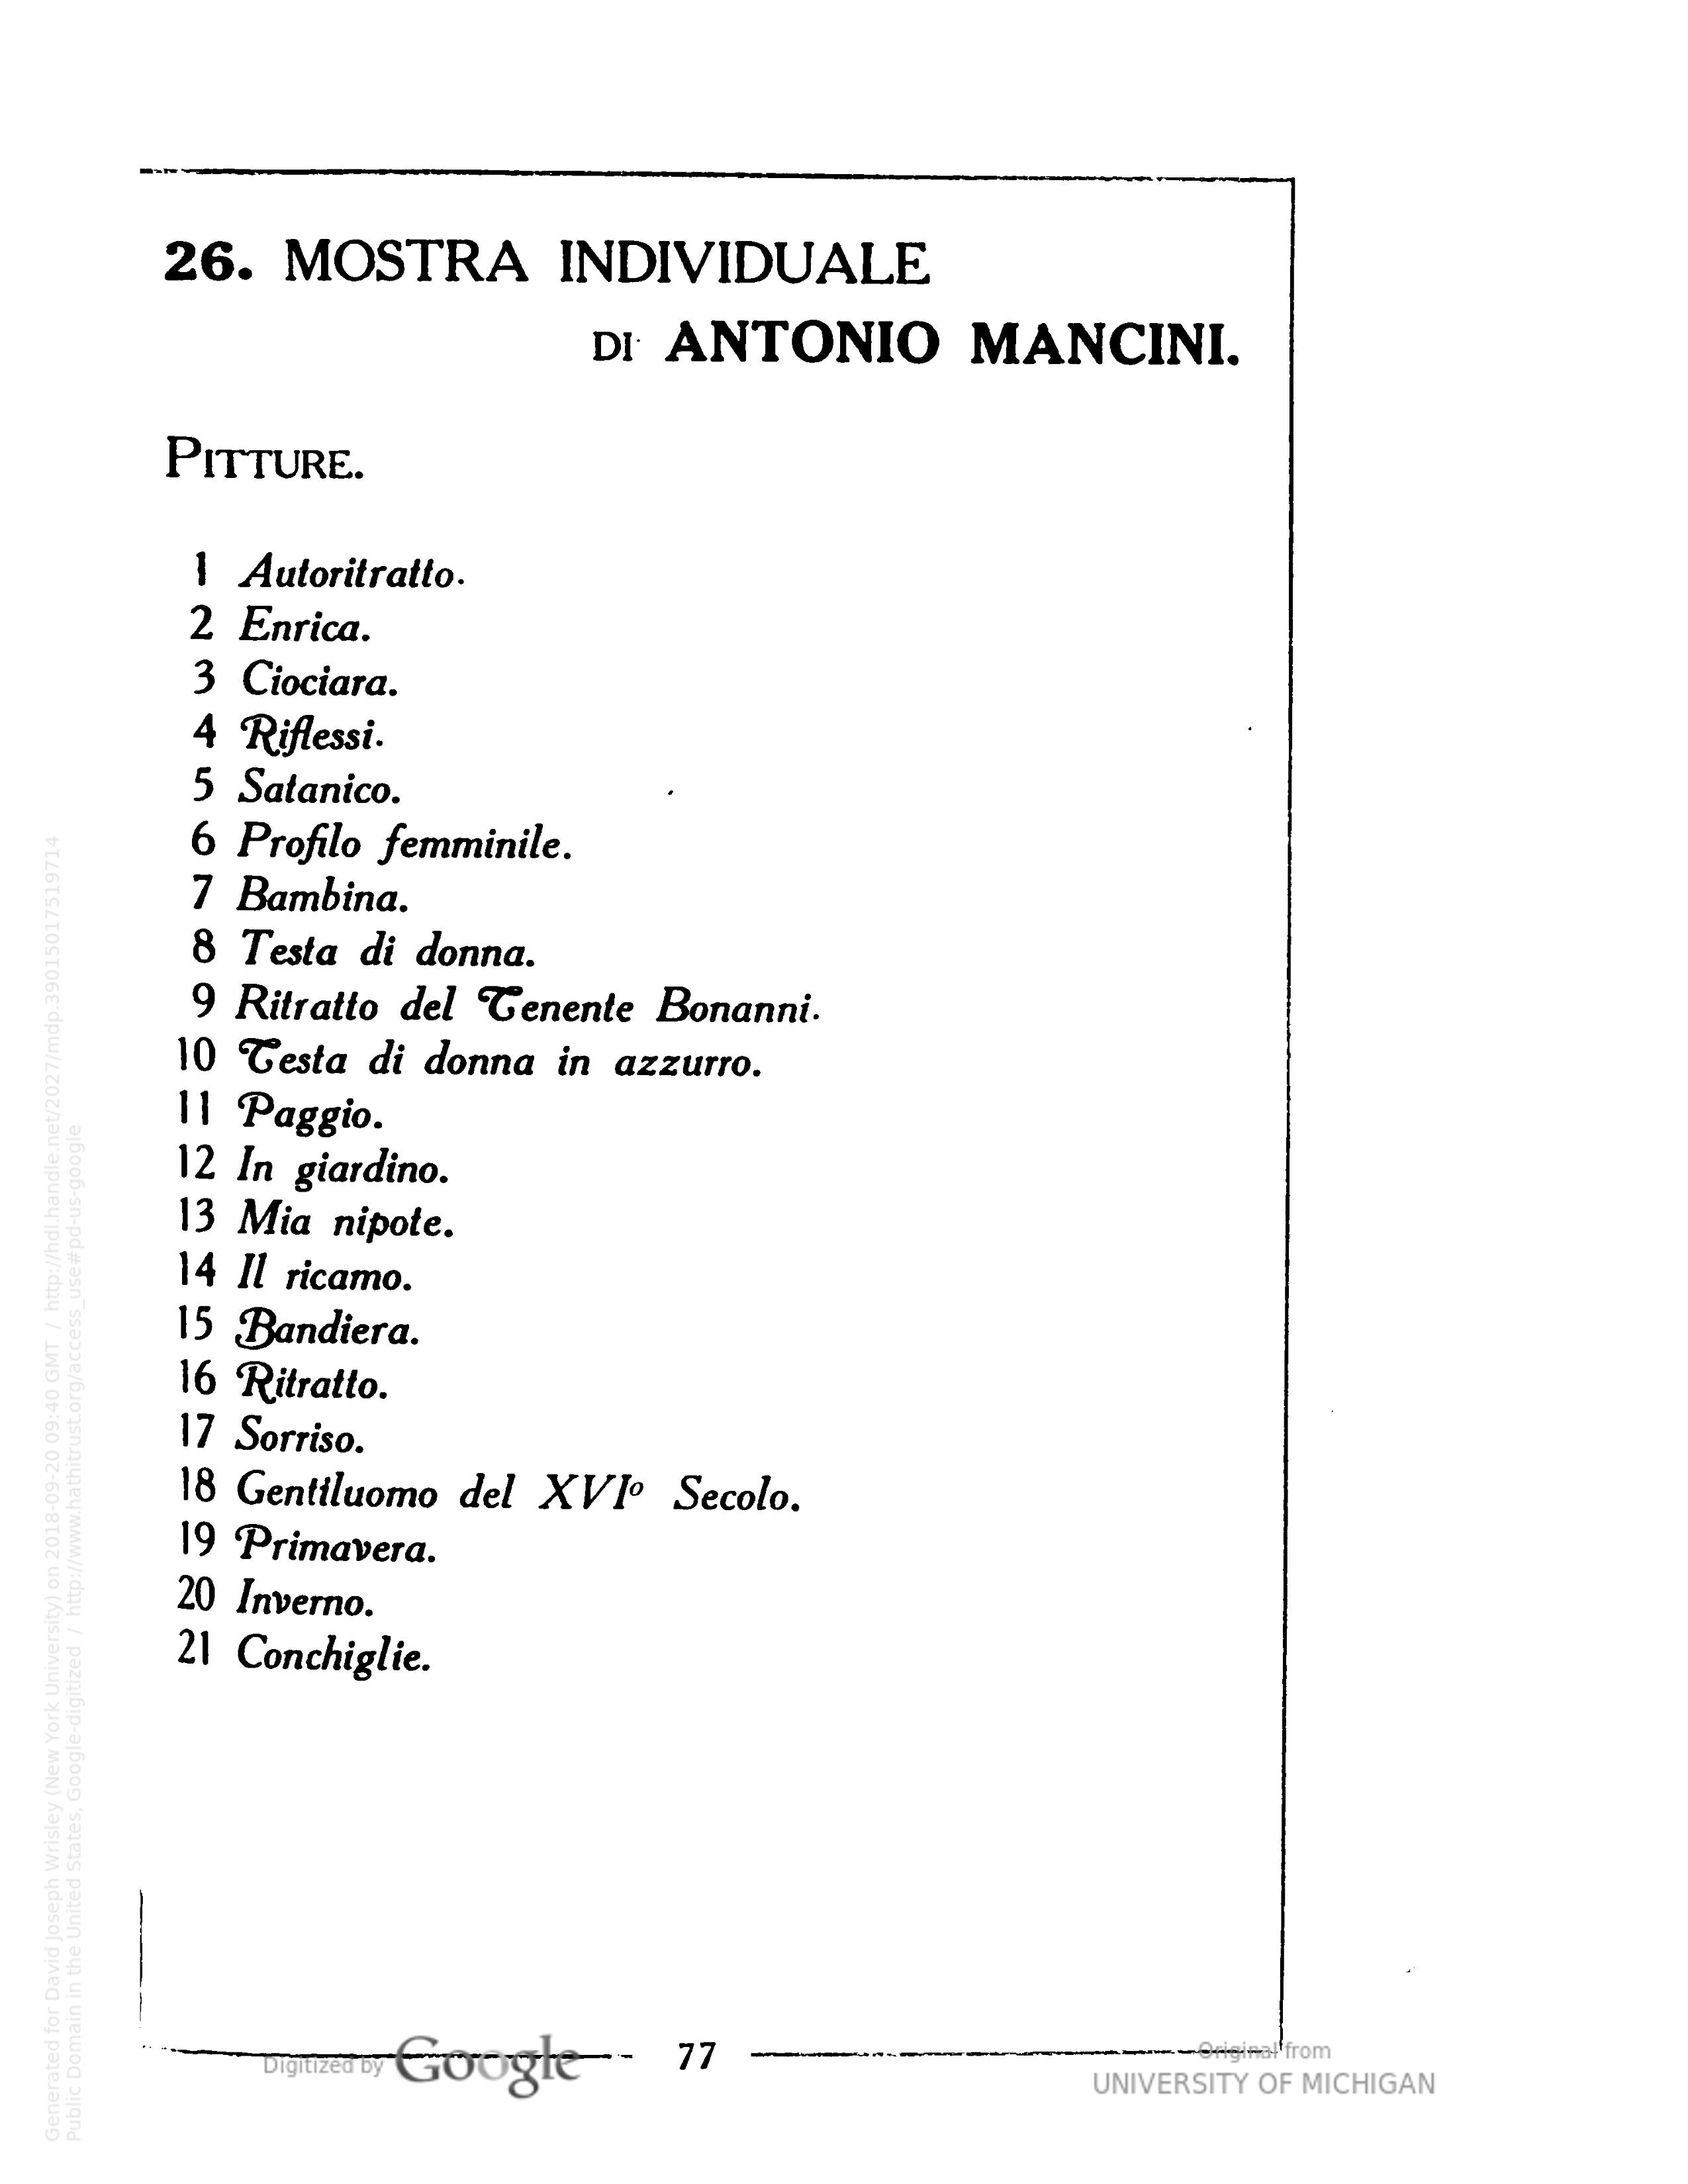 26. MOSTRA INDIVIDUALE
DI ANTONIO MANCINI.
PITTURE.
1 Autoritratto.
2 Enrica.
3 Ciociara.
4 Riflessi.
5 Satanico.
6 Profilo femminile.
7 Bambina.
8 Testa di donna.
9 Ritratto del Tenente Bonanni.
10 Testa di donna in azzurro.
11 Paggio.
12 In giardino.
13 Mia nipote.
14 Il ricamo.
15 Bandiera.
16 Ritratto.
17 Sorriso.
18 Gentiluomo del XVIº Secolo.
19 Primavera.
20 Inverno.
21 Conchiglie.
77
Digitized by Google
Original from
UNIVERSITY OF MICHIGAN
Generated for David Joseph Wrisley (New York University) on 2018-09-20 09:40 GMT / http://hdl.handle.net/2027/mdp.39015017519714
Public Domain in the United States, Google-digitized / http://www.hathitrust.org/access_use#pd-us-google